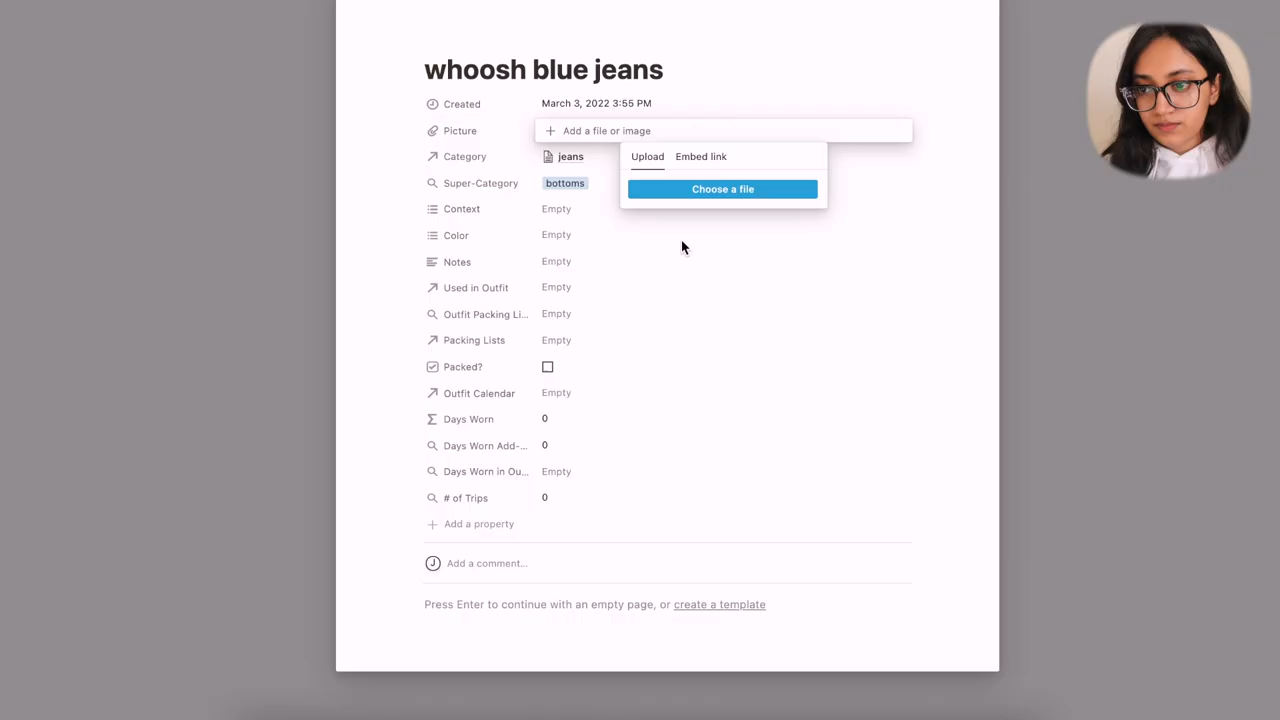 whoosh blue jeans
Created March 3, 2022 3:55 PM
Picture Add a file or image
Category jeans
Upload Embed link
Super-Category bottoms
Choose a file
Context Empty
Color Empty
Notes Empty
Used in Outfit Empty
Outfit Packing Li... Empty
Packing Lists Empty
Packed?
Outfit Calendar Empty
Days Worn 0
Days Worn Add-... 0
Days Worn in Ou... Empty
# of Trips 0
Add a property
J Add a comment...
Press Enter to continue with an empty page, or create a template